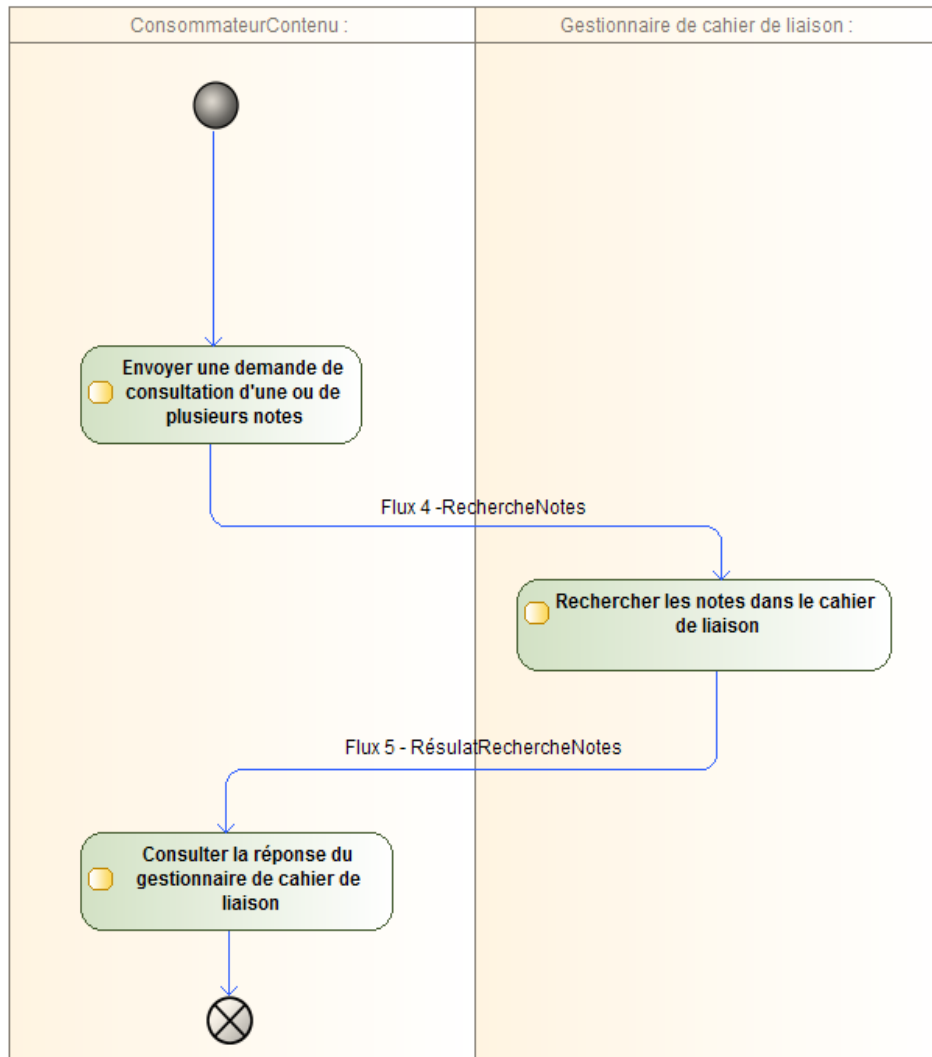 ConsommateurContenu :
Gestionnaire de cahier de liaison :
Envoyer une demande de
consultation d'une ou de
plusieurs notes
Flux 4 -RechercheNotes
Rechercher les notes dans le cahier
de liaison
Flux 5 - RésulatRechercheNotes
Consulter la réponse du
gestionnaire de cahier de
liaison